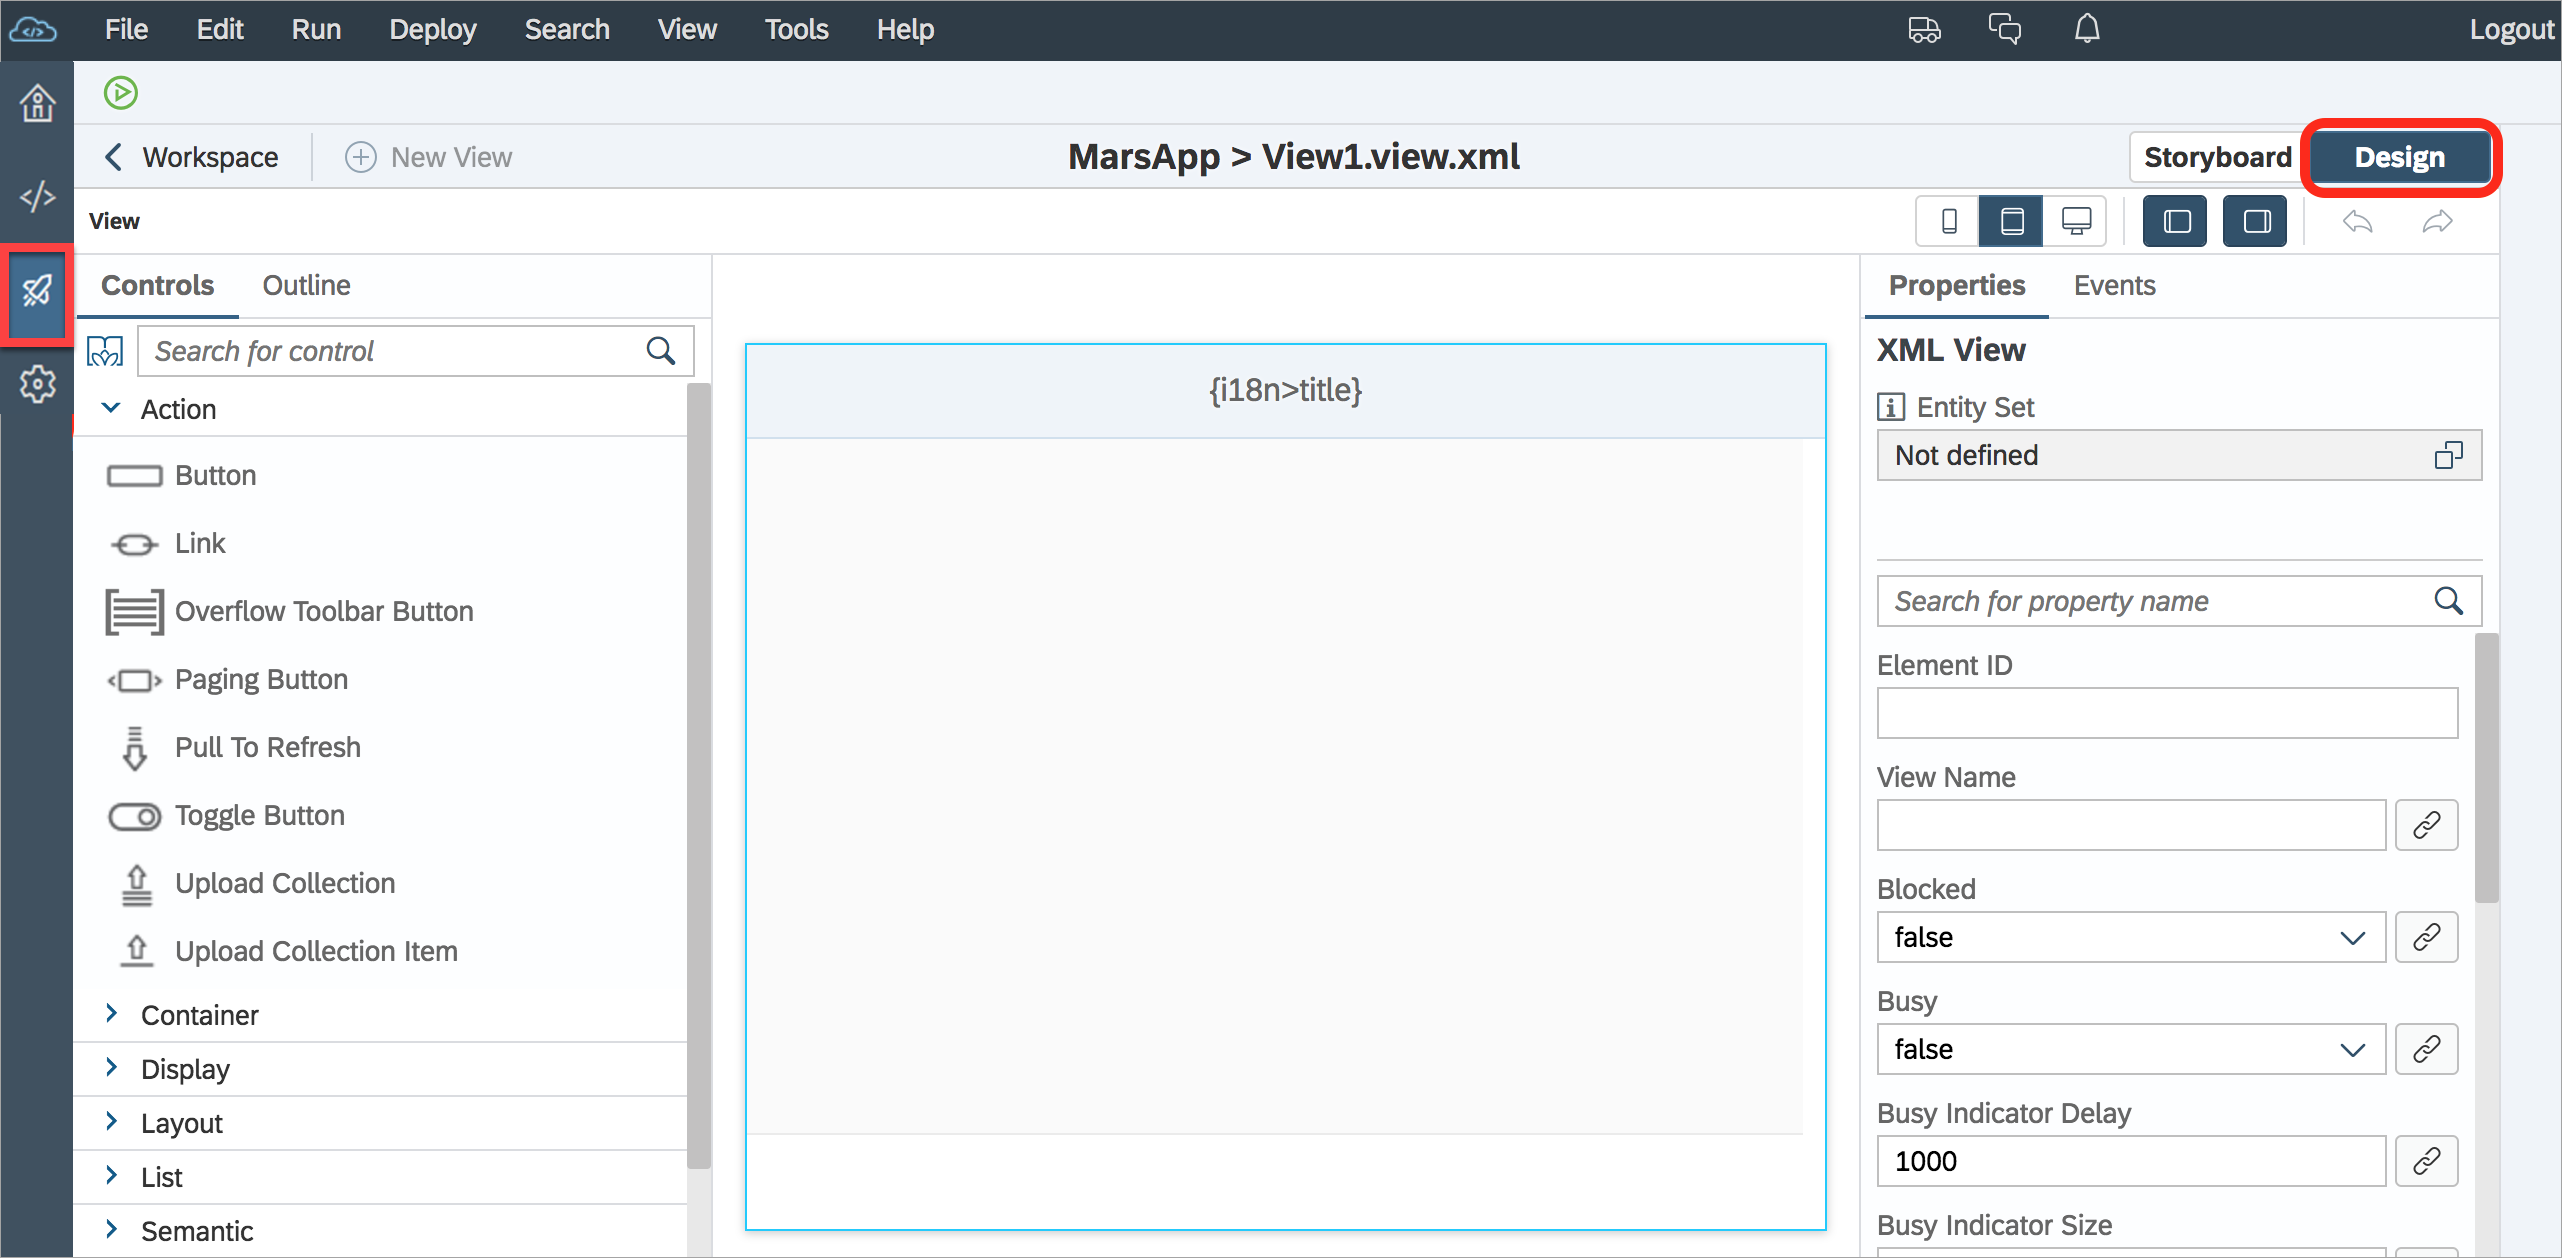 File Edit Run Deploy Search View Tools Help Logout
Workspace New View MarsApp > View1.view.xml Storyboard Design
View
Controls Outline Properties Events
Search for control
XML View
Action
Entity Set
Not defined
{i18n>title}
Button
Link
Overflow Toolbar Button
Paging Button
Pull To Refresh
Toggle Button
Upload Collection
Upload Collection Item
Container
Display
Layout
List
Semantic
Search for property name
Element ID
View Name
Blocked
false
Busy
false
Busy Indicator Delay
1000
Busy Indicator Size